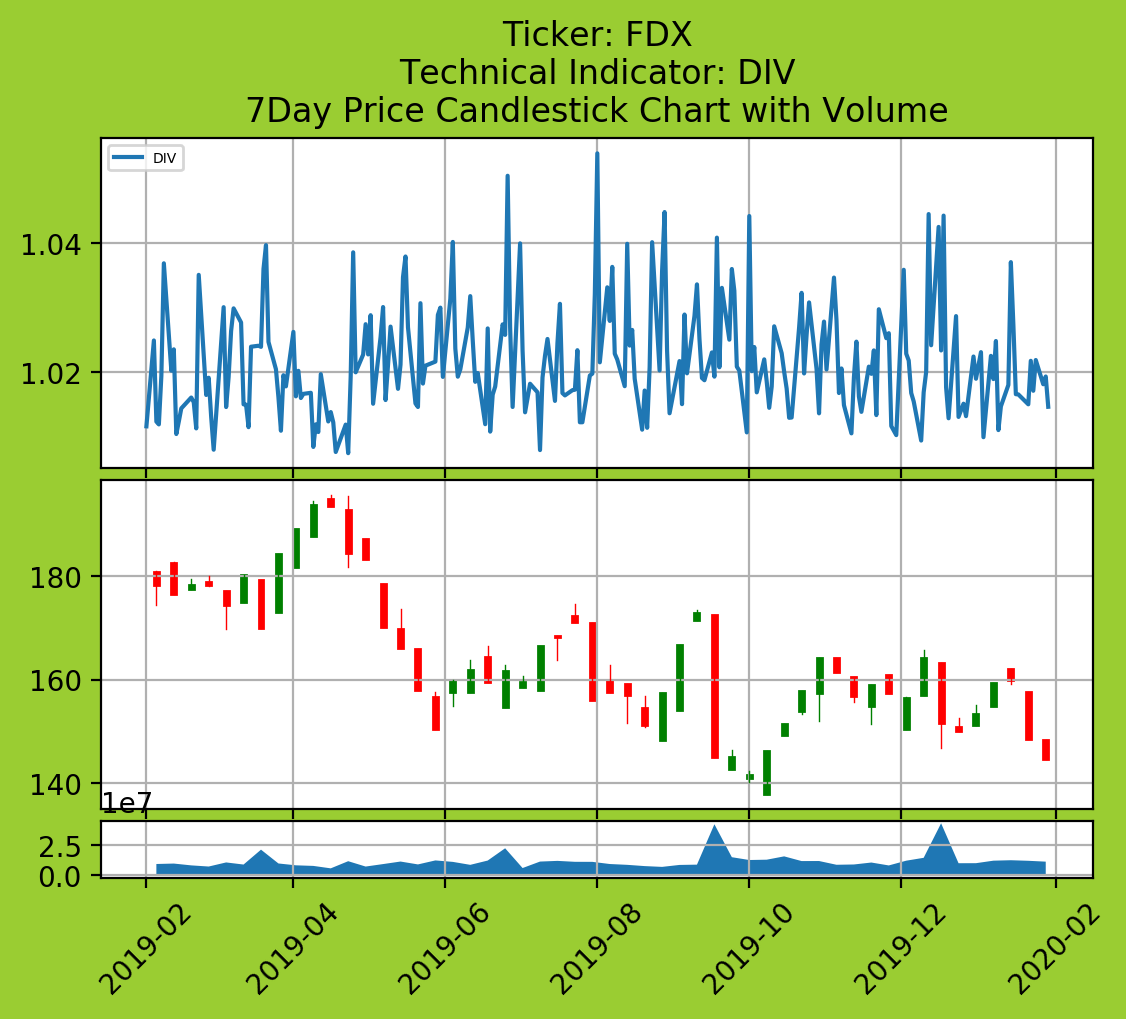 Ticker: FDX
Technical Indicator: DIV
7Day Price Candlestick Chart with Volume
DIV
1.04
1.02
180
160
140
1e7
2.5
0.0
2019-02
2019-04
2019-06
2019-08
2019-10
2019-12
2020-02